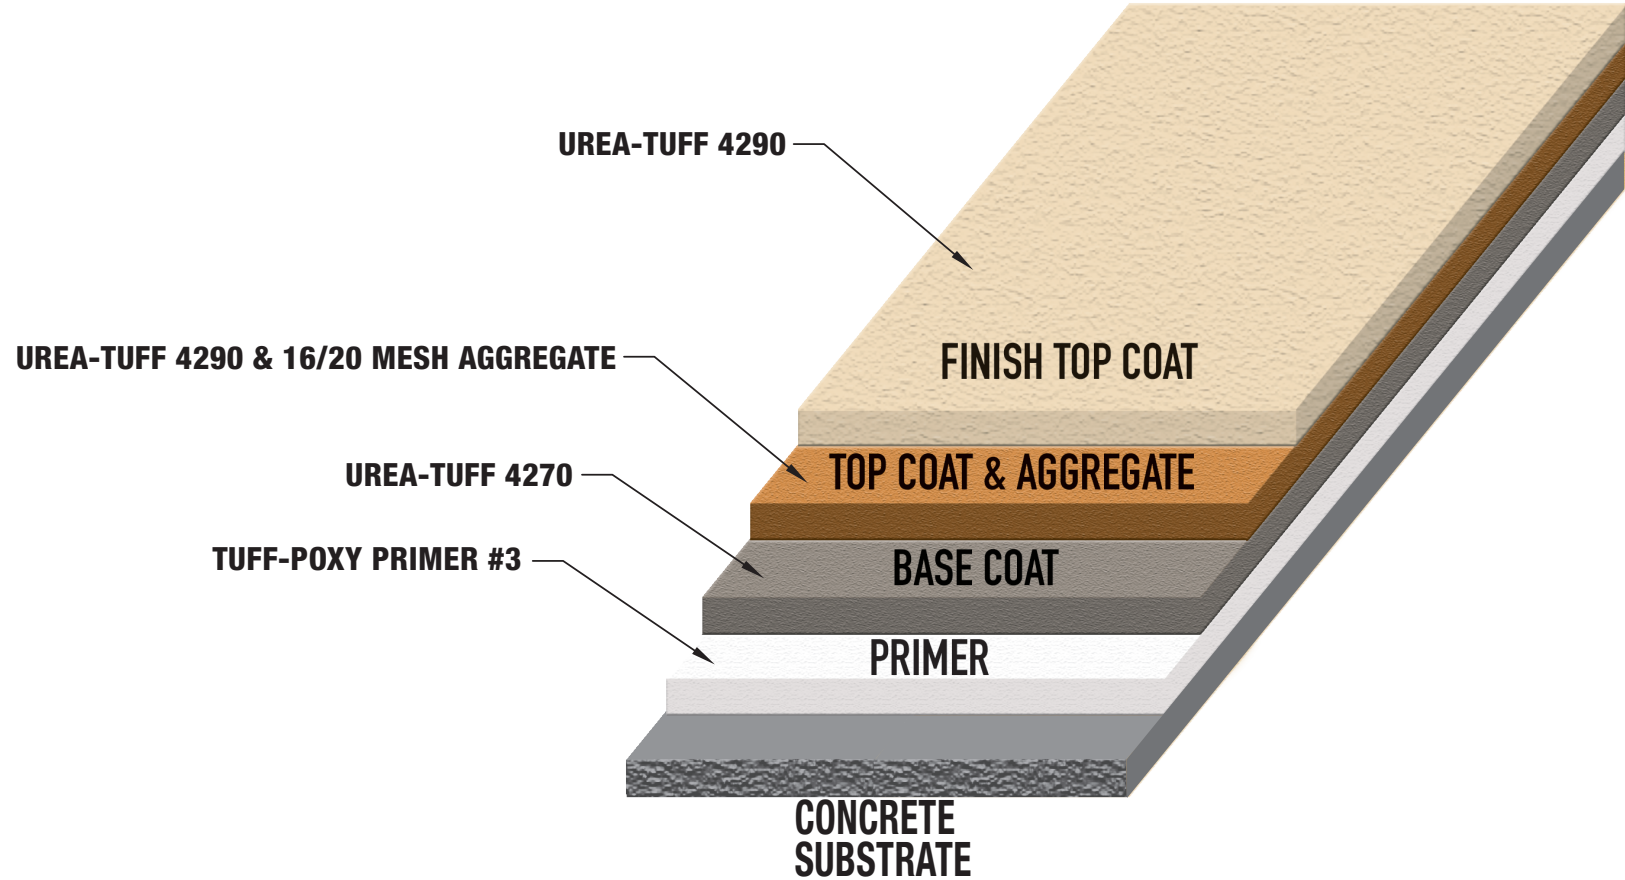 UREA-TUFF 4290
FINISH TOP COAT
UREA-TUFF 4290 & 16/20 MESH AGGREGATE
TOP COAT & AGGREGATE
UREA-TUFF 4270
BASE COAT
TUFF-POXY PRIMER #3
PRIMER
CONCRETE
SUBSTRATE